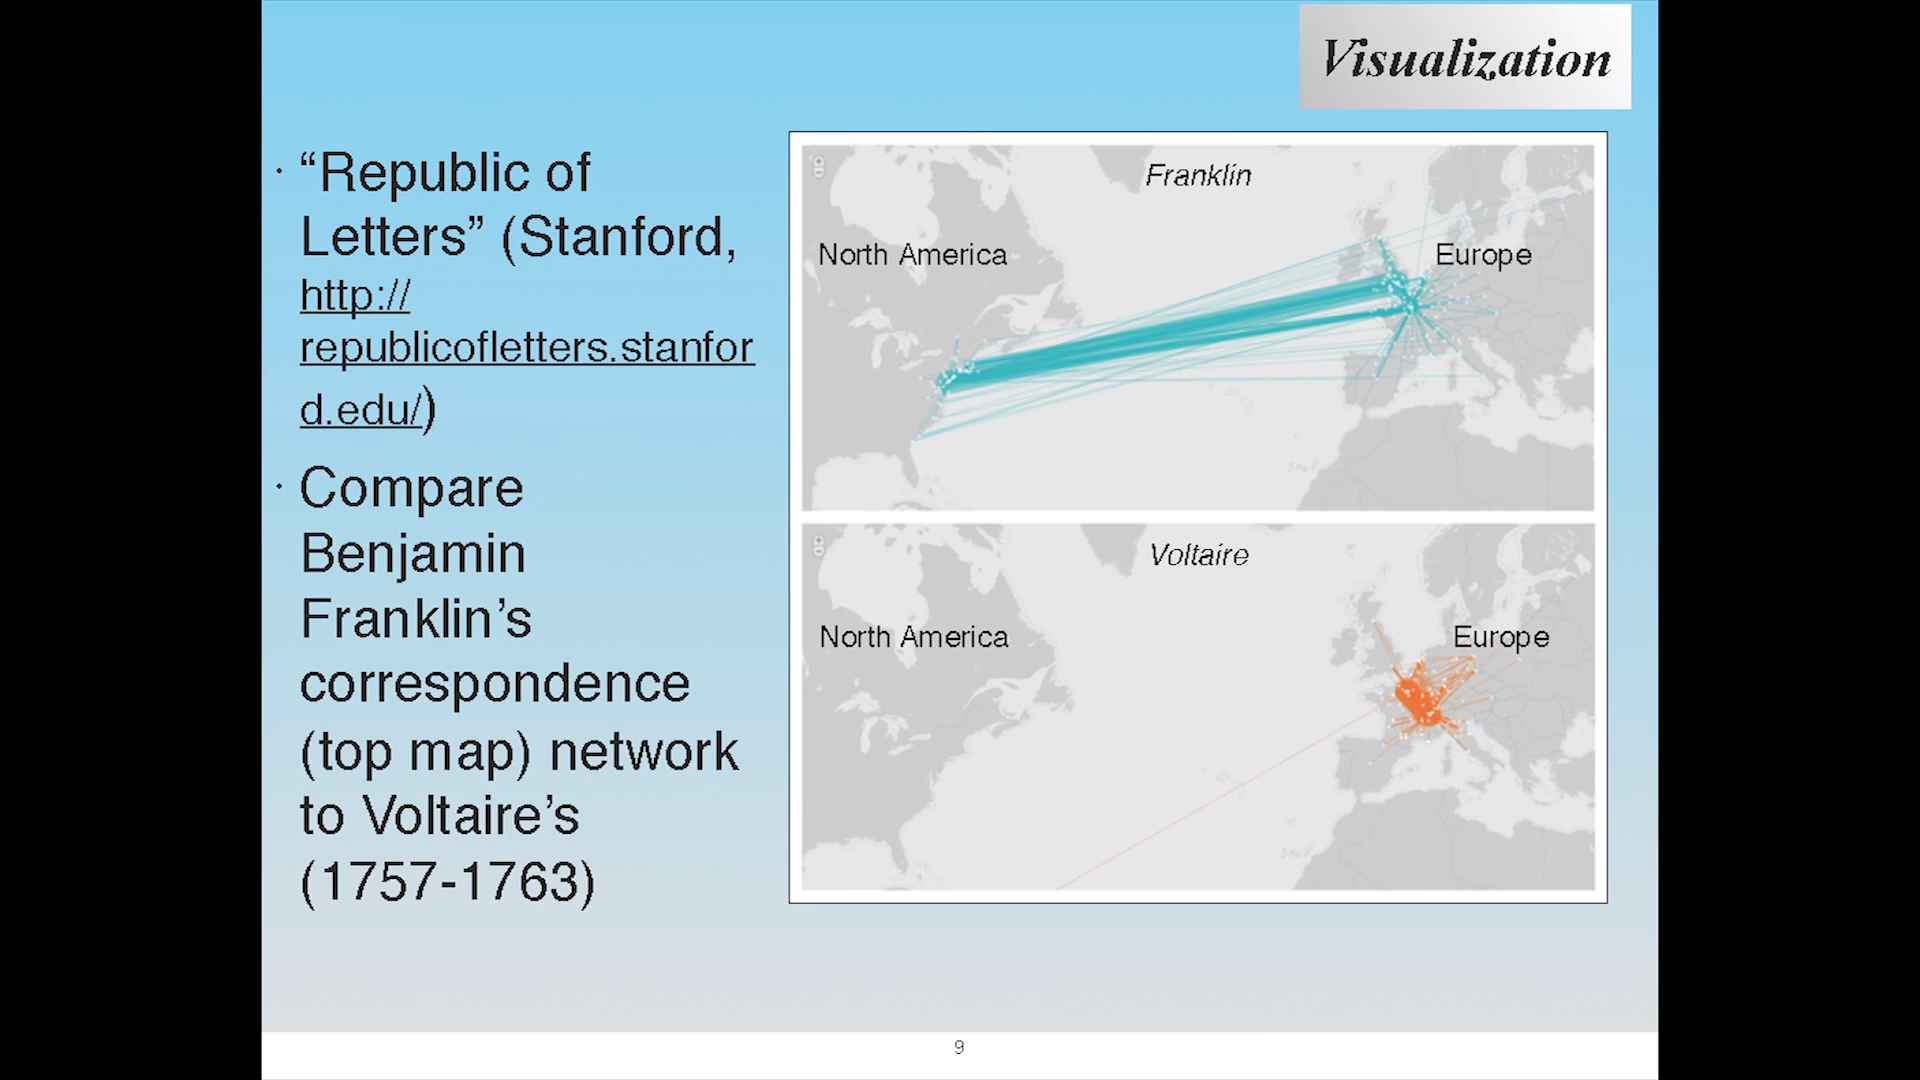 Visualization
· “Republic of
Letters” (Stanford,
http://
republicofletters.stanfor
d.edu/)
· Compare
Benjamin
Franklin’s
correspondence
(top map) network
to Voltaire’s
(1757-1763)
Franklin
North America
Europe
Voltaire
North America
Europe
9